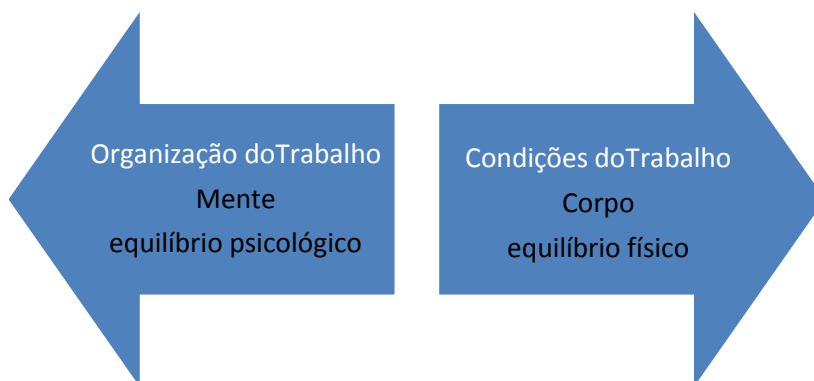 Organização doTrabalho
Mente
equilíbrio psicológico
Condições doTrabalho
Corpo
equilíbrio físico